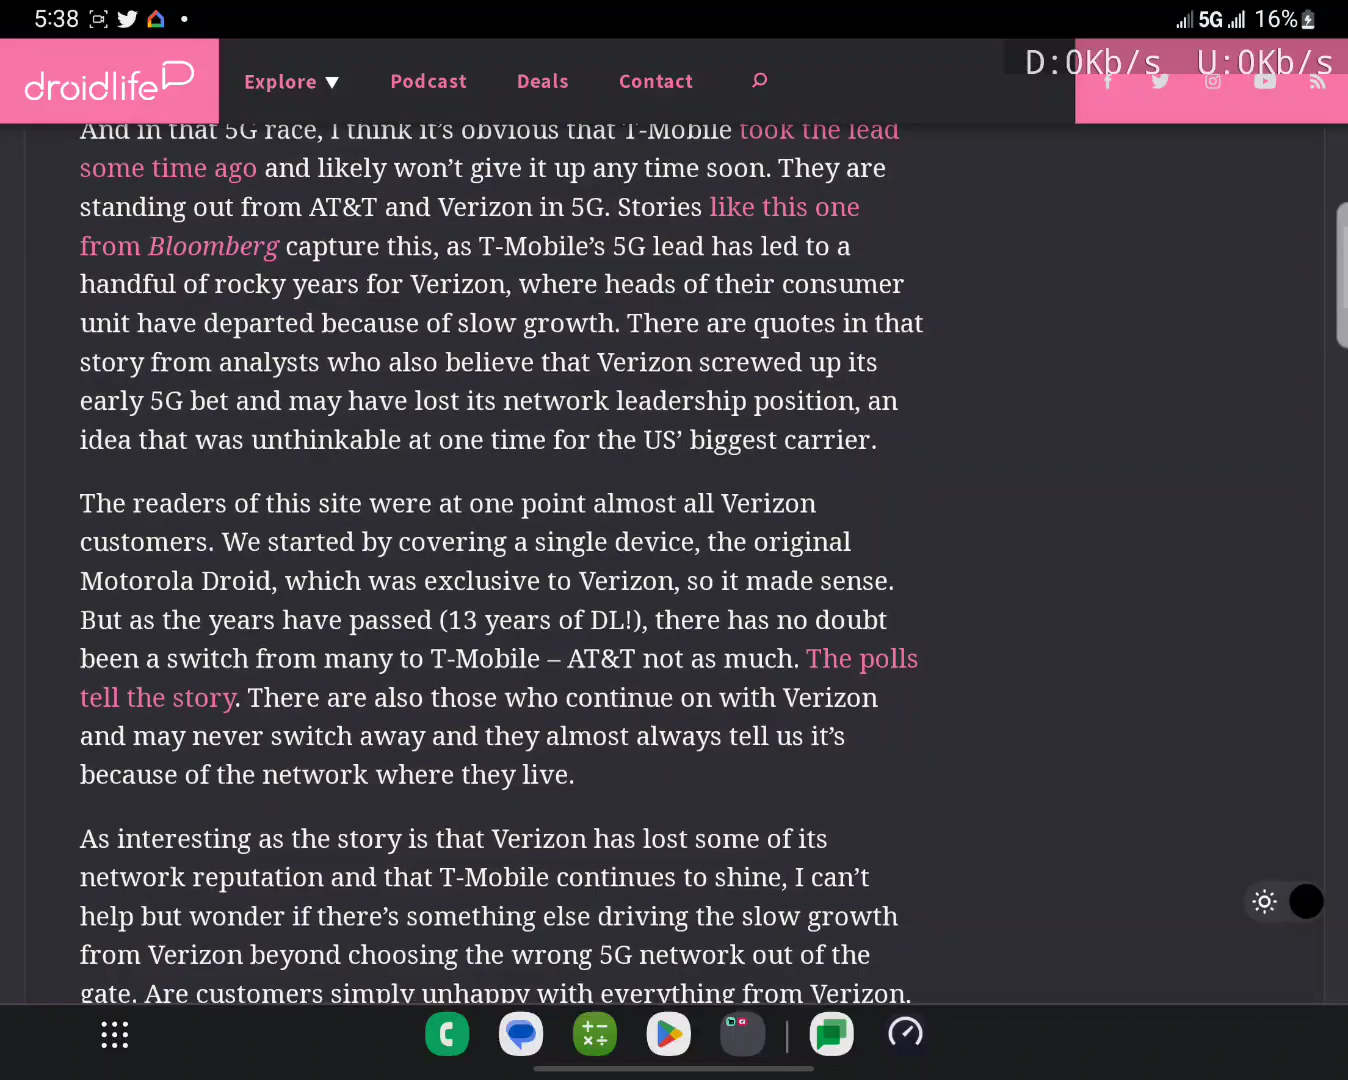 5:38
5G 16%
D:0Kb/s U:0Kb/s
droidlife
Explore ▼ Podcast Deals Contact
And in that 5G race, I think it’s obvious that T-Mobile took the lead
some time ago and likely won’t give it up any time soon. They are
standing out from AT&T and Verizon in 5G. Stories like this one
from Bloomberg capture this, as T-Mobile’s 5G lead has led to a
handful of rocky years for Verizon, where heads of their consumer
unit have departed because of slow growth. There are quotes in that
story from analysts who also believe that Verizon screwed up its
early 5G bet and may have lost its network leadership position, an
idea that was unthinkable at one time for the US’ biggest carrier.
The readers of this site were at one point almost all Verizon
customers. We started by covering a single device, the original
Motorola Droid, which was exclusive to Verizon, so it made sense.
But as the years have passed (13 years of DL!), there has no doubt
been a switch from many to T-Mobile – AT&T not as much. The polls
tell the story. There are also those who continue on with Verizon
and may never switch away and they almost always tell us it’s
because of the network where they live.
As interesting as the story is that Verizon has lost some of its
network reputation and that T-Mobile continues to shine, I can’t
help but wonder if there’s something else driving the slow growth
from Verizon beyond choosing the wrong 5G network out of the
gate. Are customers simply unhappy with everything from Verizon,